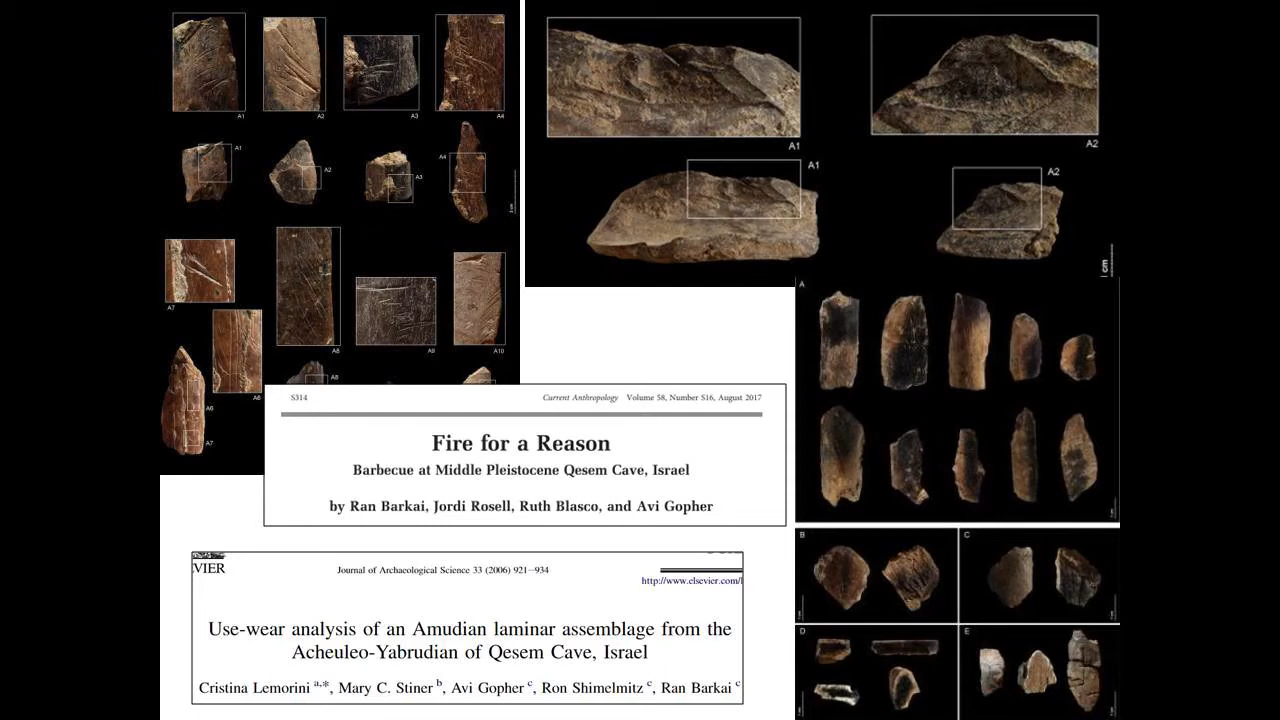 A1
A2
A3
A4
A1
A2
A3
A4
A7
A8
A9
A10
A6
A6
A7
A8
A1
A2
A1
A2
1 cm
A
B
C
D
E
S314
Current Anthropology Volume 58, Number S16, August 2017
Fire for a Reason
Barbecue at Middle Pleistocene Qesem Cave, Israel
by Ran Barkai, Jordi Rosell, Ruth Blasco, and Avi Gopher
VIER
Journal of Archaeological Science 33 (2006) 921–934
http://www.elsevier.com/l
Use-wear analysis of an Amudian laminar assemblage from the
Acheuleo-Yabrudian of Qesem Cave, Israel
Cristina Lemorini a,*, Mary C. Stiner b, Avi Gopher c, Ron Shimelmitz c, Ran Barkai c